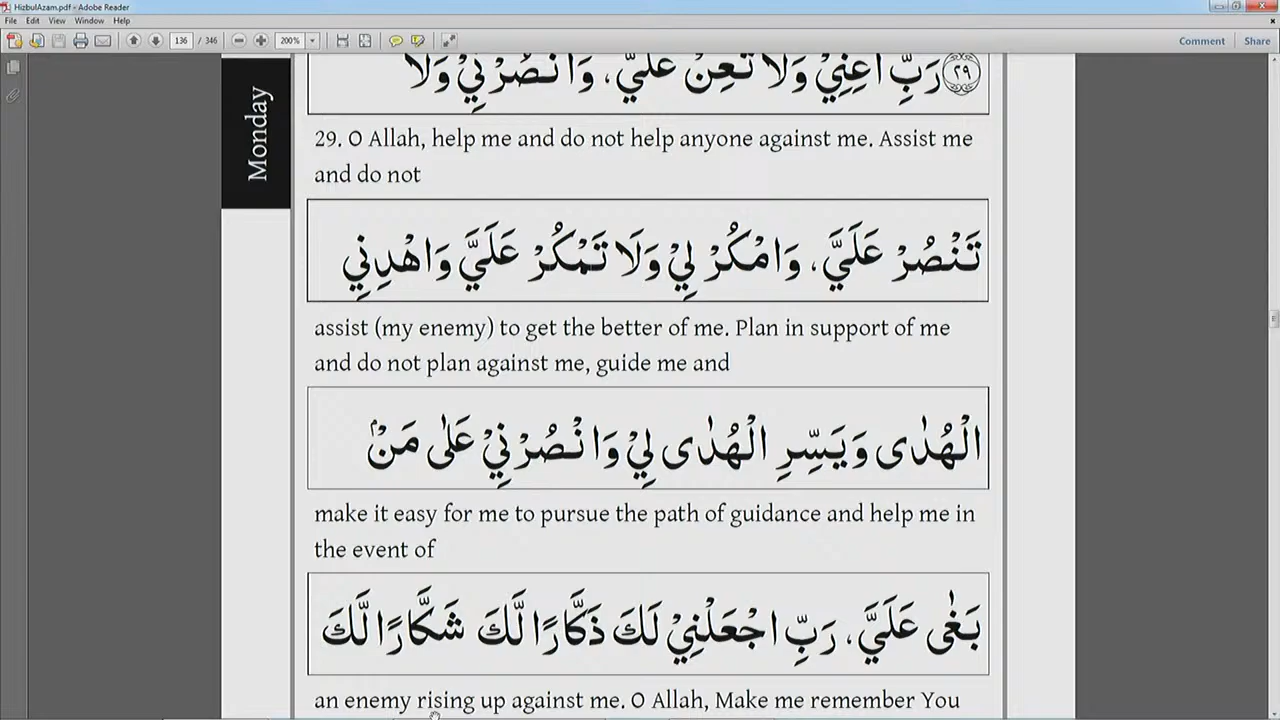 HizbulAzam.pdf - Adobe Reader
File Edit View Window Help
136 / 346 200% Comment Share
Monday
﴿٢٩﴾ رَبِّ اَعِنِّيْ وَلَا تُعِنْ عَلَيَّ، وَانْصُرْنِيْ وَلَا
29. O Allah, help me and do not help anyone against me. Assist me
and do not
تَنْصُرْ عَلَيَّ، وَامْكُرْ لِيْ وَلَا تَمْكُرْ عَلَيَّ وَاهْدِنِي
assist (my enemy) to get the better of me. Plan in support of me
and do not plan against me, guide me and
الْهُدٰى وَيَسِّرِ الْهُدٰى لِيْ وَانْصُرْنِيْ عَلٰى مَنْۢ
make it easy for me to pursue the path of guidance and help me in
the event of
بَغٰى عَلَيَّ، رَبِّ اجْعَلْنِيْ لَكَ ذَكَّارًا لَّكَ شَكَّارًا لَّكَ
an enemy rising up against me. O Allah, Make me remember You